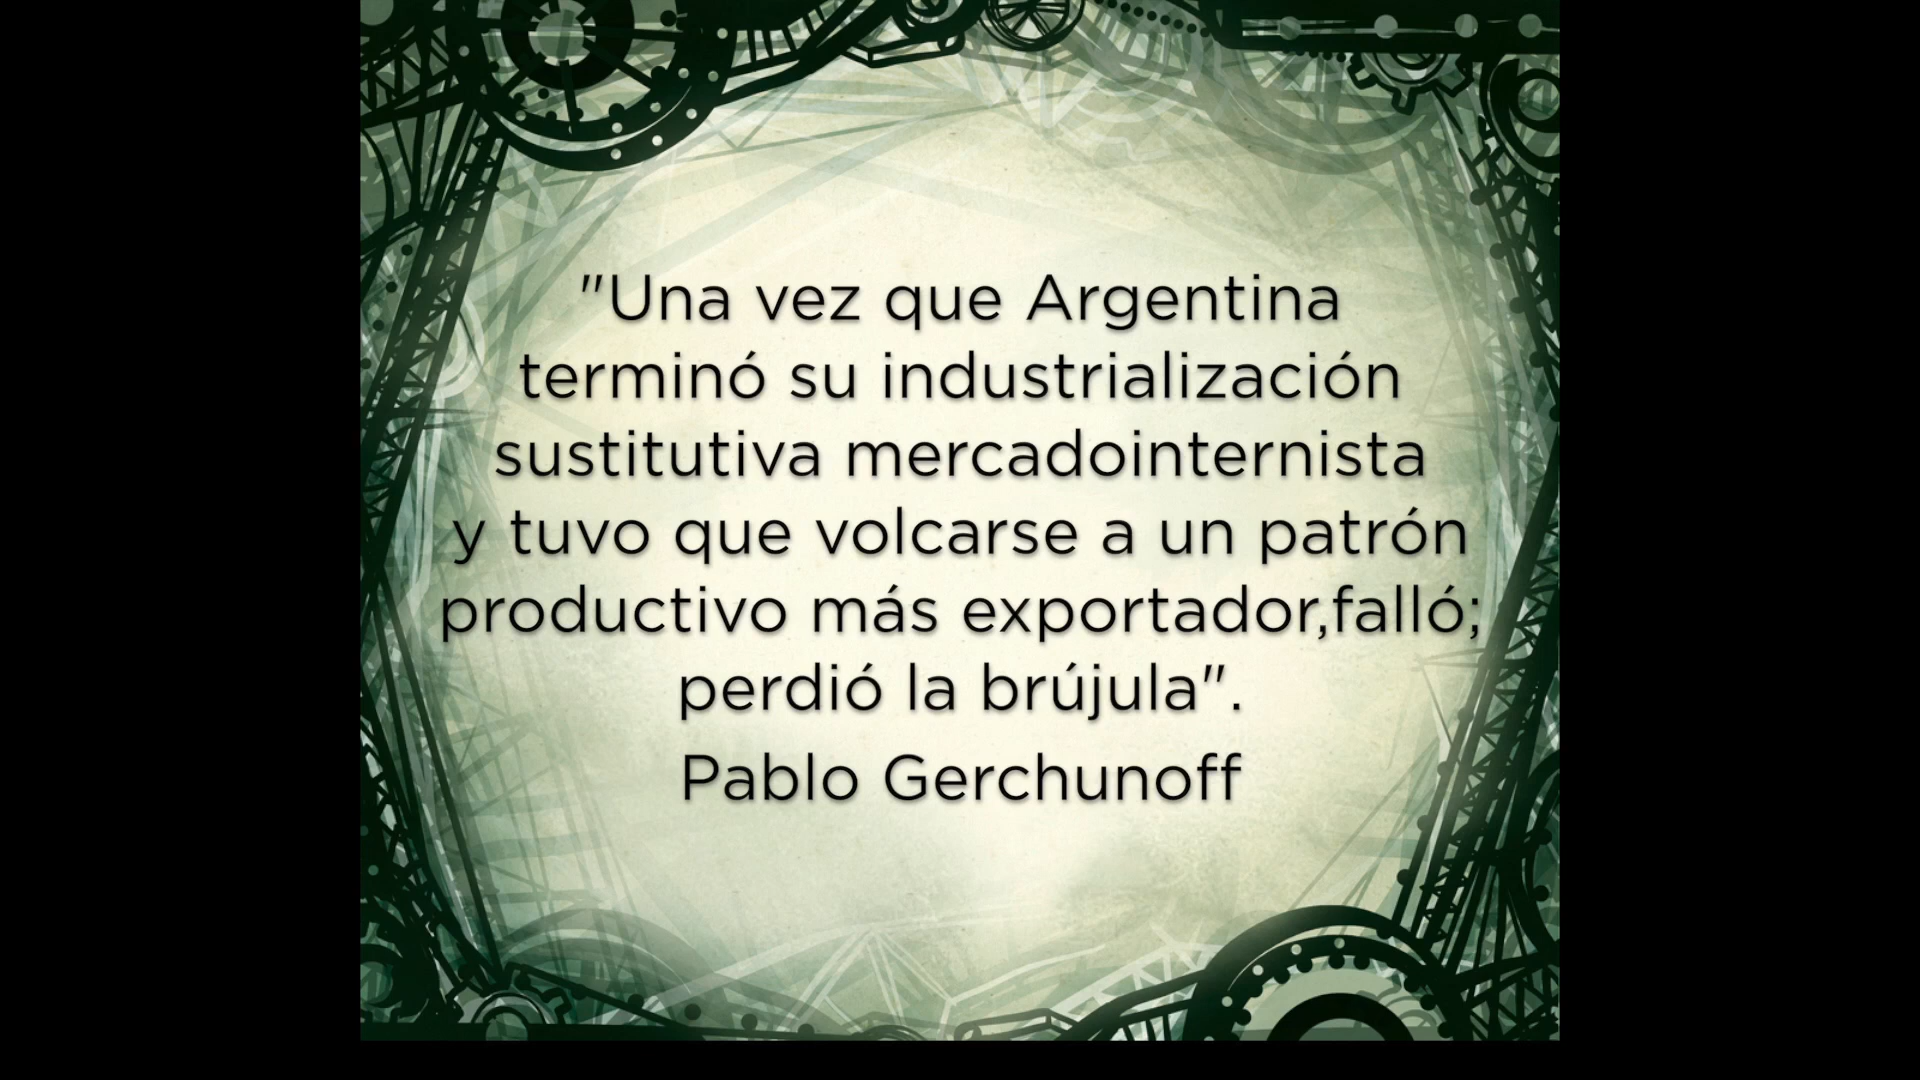 "Una vez que Argentina
terminó su industrialización
sustitutiva mercadointernista
y tuvo que volcarse a un patrón
productivo más exportador,falló;
perdió la brújula".
Pablo Gerchunoff